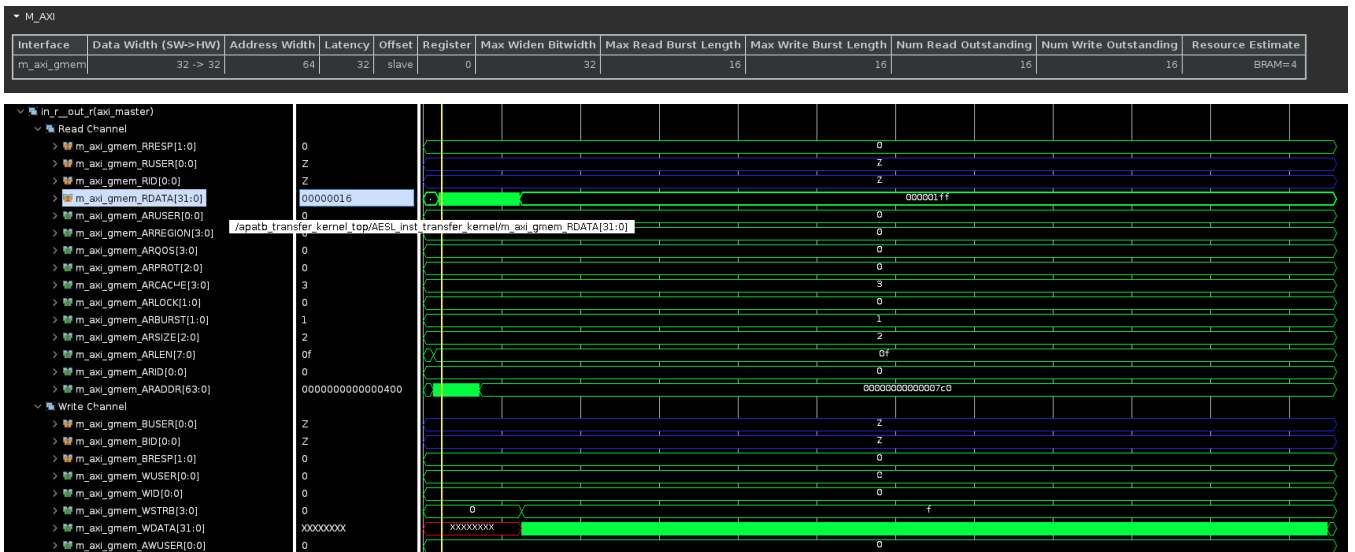 M_AXI
Interface Data Width (SW->HW) Address Width Latency Offset Register Max Widen Bitwidth Max Read Burst Length Max Write Burst Length Num Read Outstanding Num Write Outstanding Resource Estimate
m_axi_gmem 32 -> 32 64 32 slave 0 32 16 16 16 16 BRAM=4
in_r__out_r(axi_master)
Read Channel
m_axi_gmem_RRESP[1:0] 0 0
m_axi_gmem_RUSER[0:0] Z Z
m_axi_gmem_RID[0:0] Z Z
m_axi_gmem_RDATA[31:0] 00000016 000001ff
m_axi_gmem_ARUSER[0:0] 0 0
/apatb_transfer_kernel_top/AESL_inst_transfer_kernel/m_axi_gmem_RDATA[31:0]
m_axi_gmem_ARREGION[3:0] 0 0
m_axi_gmem_ARQOS[3:0] 0 0
m_axi_gmem_ARPROT[2:0] 0 0
m_axi_gmem_ARCACHE[3:0] 3 3
m_axi_gmem_ARLOCK[1:0] 0 0
m_axi_gmem_ARBURST[1:0] 1 1
m_axi_gmem_ARSIZE[2:0] 2 2
m_axi_gmem_ARLEN[7:0] 0f 0f
m_axi_gmem_ARID[0:0] 0 0
m_axi_gmem_ARADDR[63:0] 0000000000000400 00000000000007c0
Write Channel
m_axi_gmem_BUSER[0:0] Z Z
m_axi_gmem_BID[0:0] Z Z
m_axi_gmem_BRESP[1:0] 0 0
m_axi_gmem_WUSER[0:0] 0 0
m_axi_gmem_WID[0:0] 0 0
m_axi_gmem_WSTRB[3:0] 0 0 f
m_axi_gmem_WDATA[31:0] XXXXXXXX XXXXXXXX
m_axi_gmem_AWUSER[0:0] 0 0